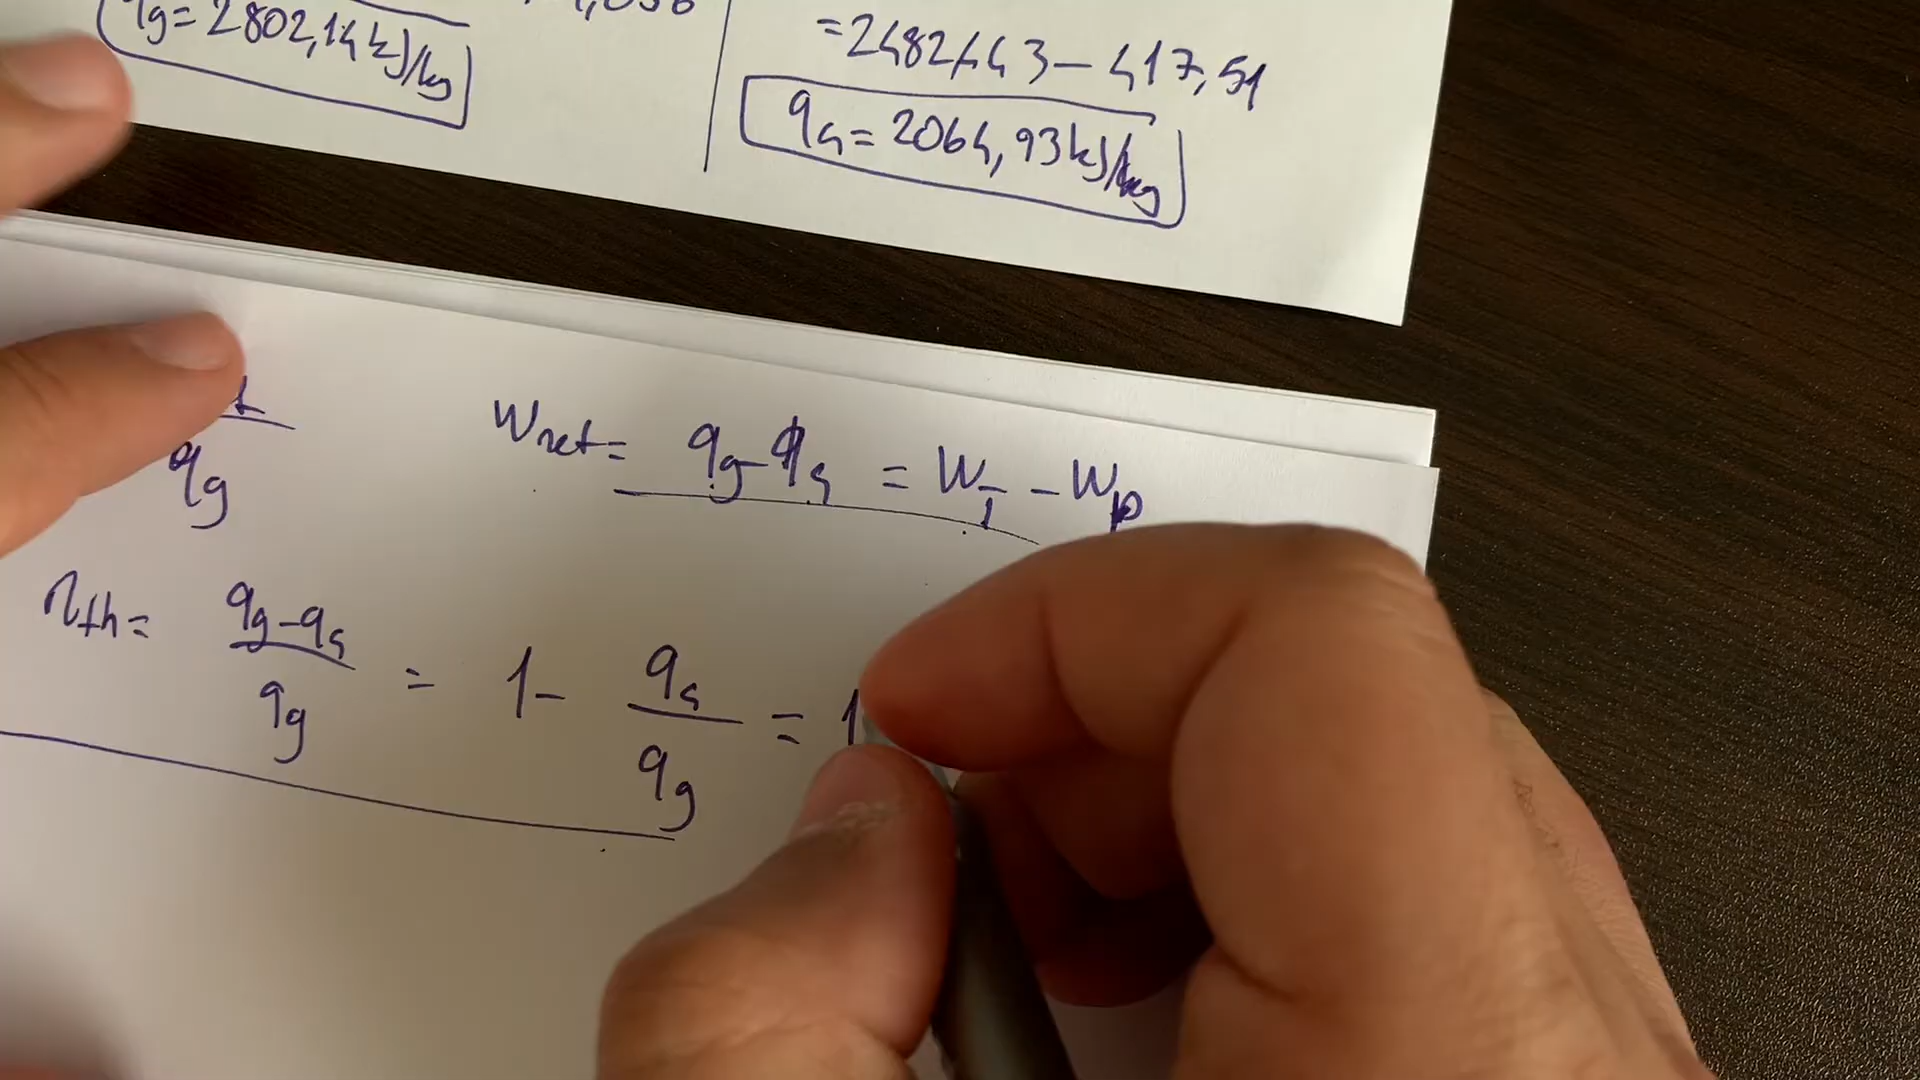 qg= 2802,14 kJ/kg
=2482,443 – 417,51
qç= 2064,93 kJ/kg
qg
Wnet= qg-qç = WT - Wp
ηth= qg-qç / qg = 1- qç / qg = 1